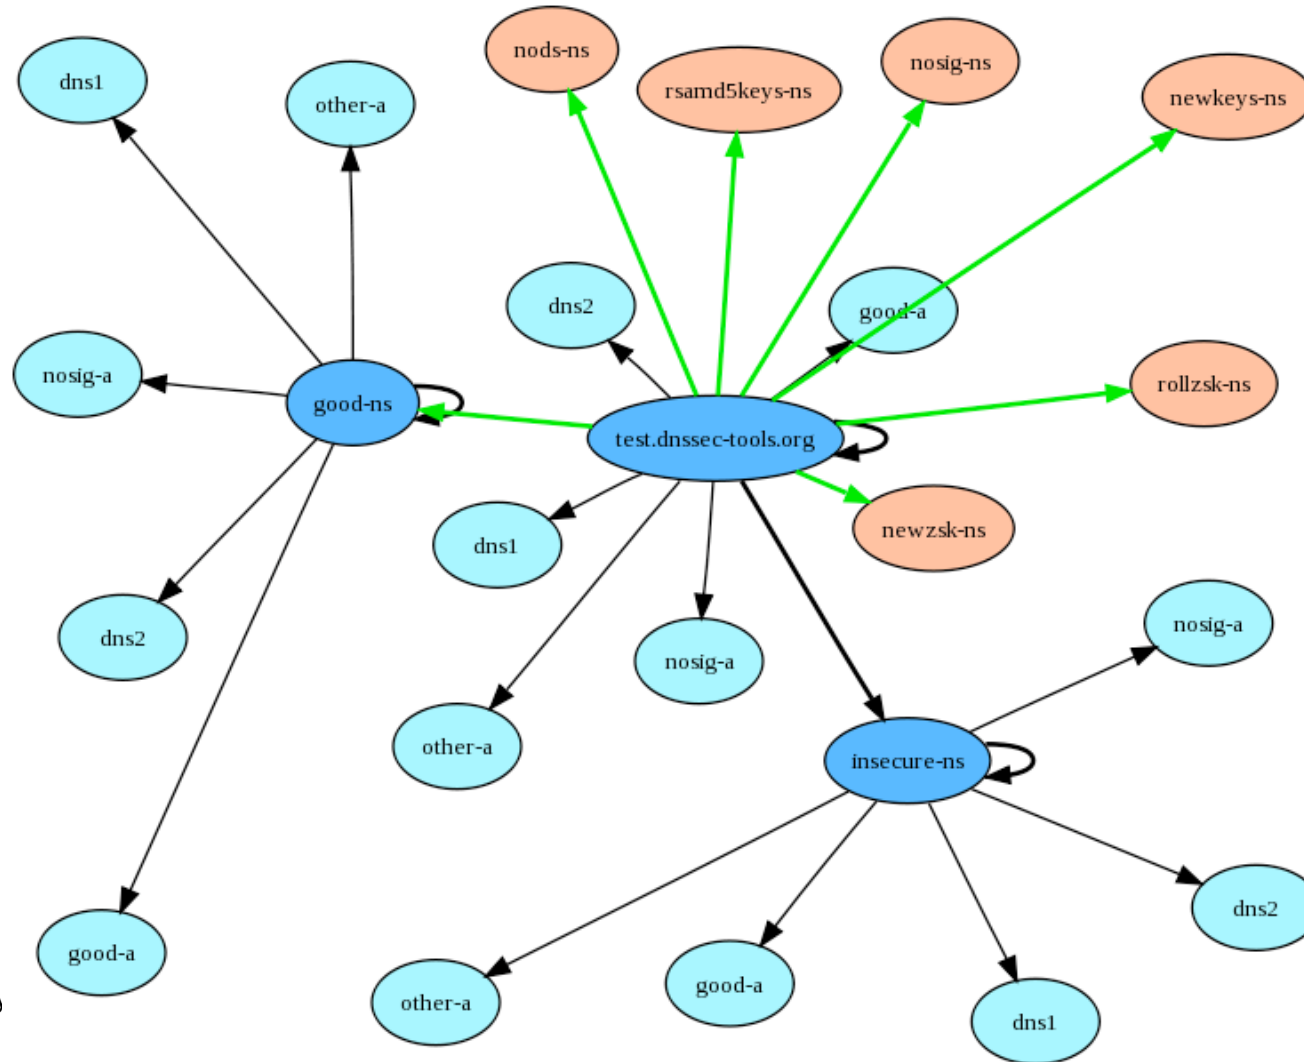 nods-ns
nosig-ns
dns1
rsamd5keys-ns
newkeys-ns
other-a
dns2
good-a
nosig-a
rollzsk-ns
good-ns
test.dnssec-tools.org
newzsk-ns
dns1
nosig-a
dns2
nosig-a
other-a
insecure-ns
dns2
good-a
good-a
other-a
dns1